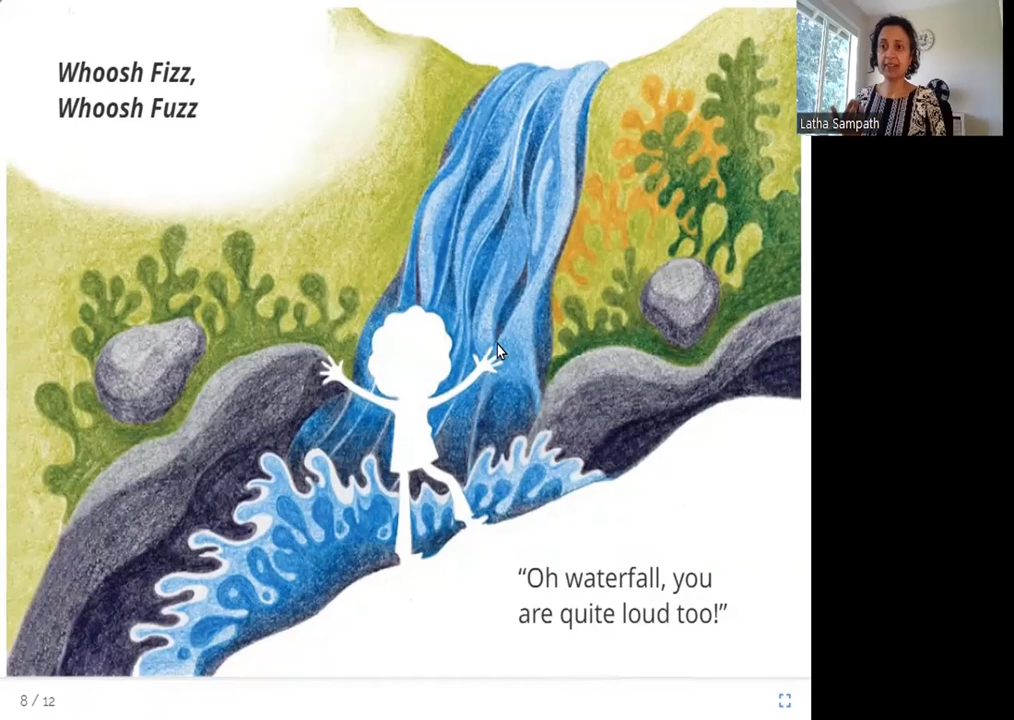 Whoosh Fizz,
Whoosh Fuzz
Latha Sampath
“Oh waterfall, you
are quite loud too!”
8 / 12